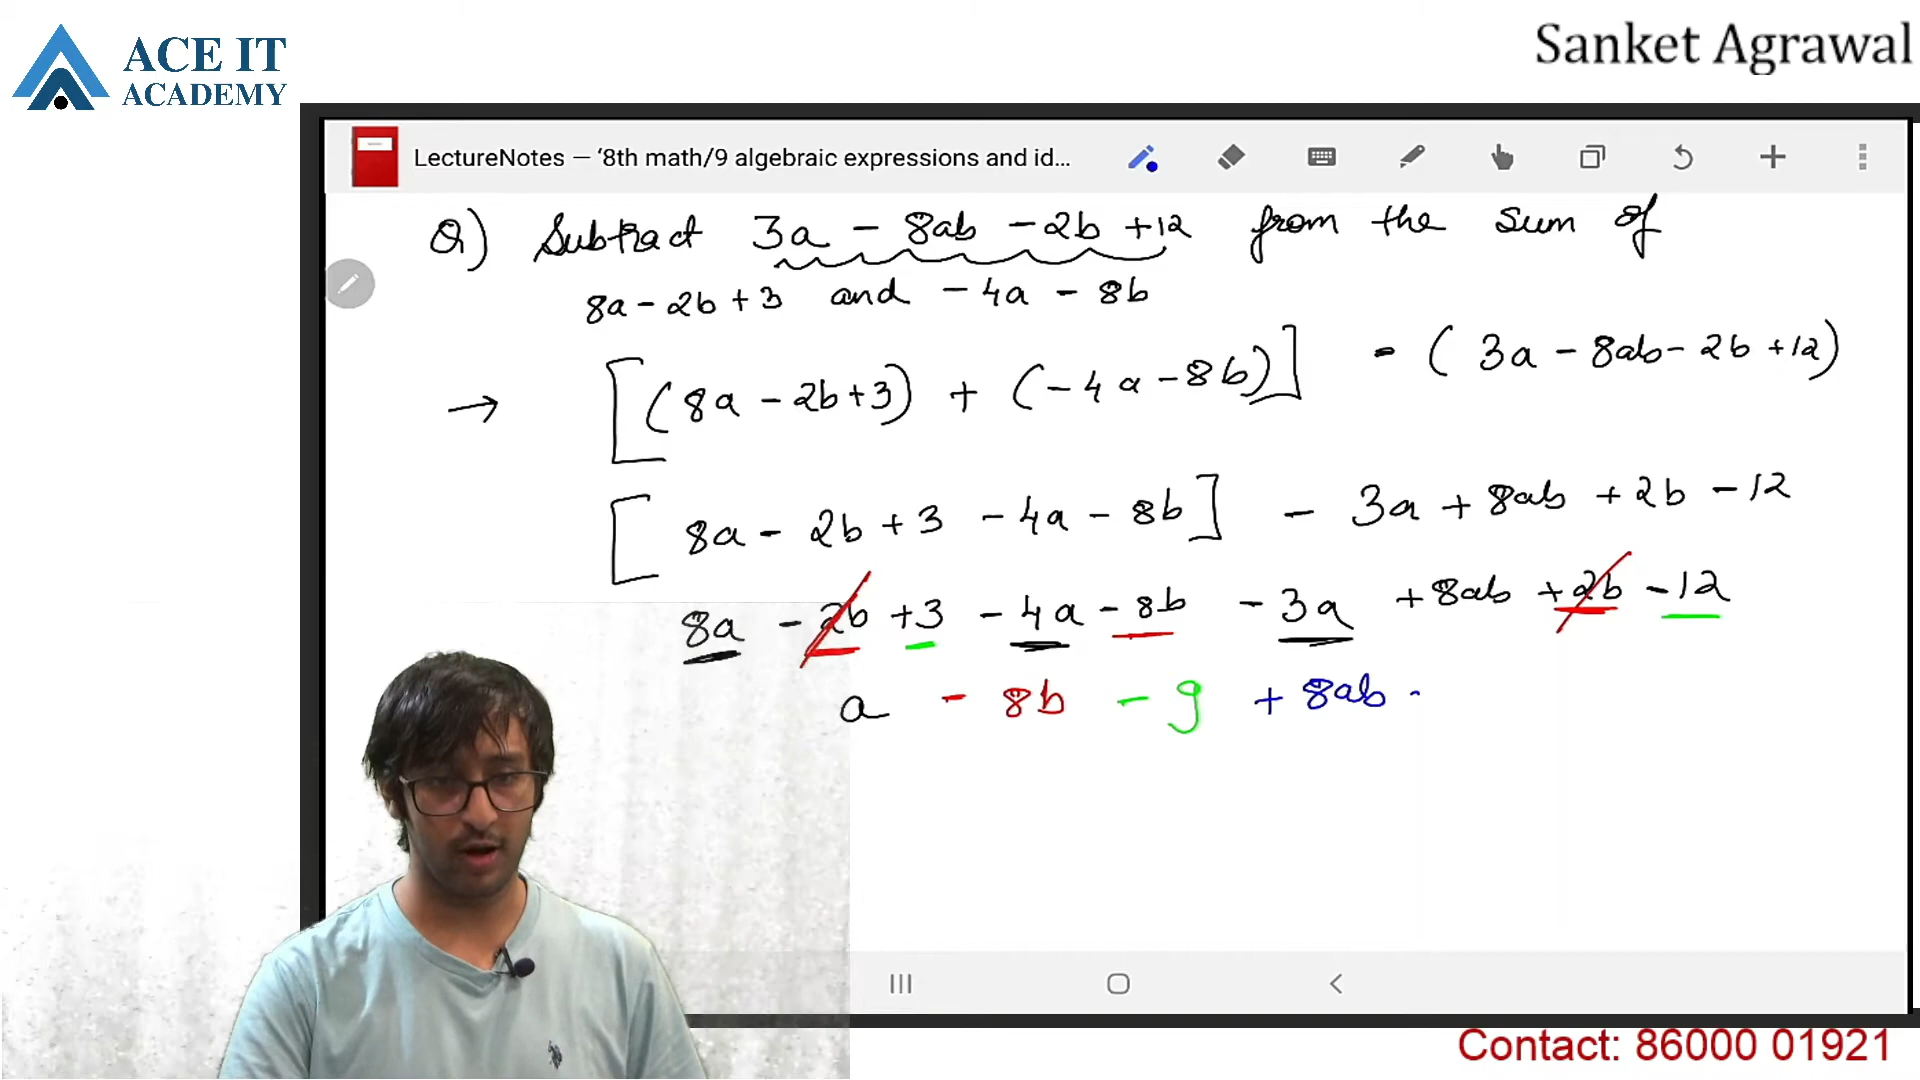 ACE IT
ACADEMY
Sanket Agrawal
LectureNotes — ‘8th math/9 algebraic expressions and id...
Q) Subtract 3a - 8ab - 2b + 12 from the sum of
8a - 2b + 3 and - 4a - 8b
→ [(8a - 2b + 3) + (- 4a - 8b)] - (3a - 8ab - 2b + 12)
[8a - 2b + 3 - 4a - 8b] - 3a + 8ab + 2b - 12
8a - 2b + 3 - 4a - 8b - 3a + 8ab + 2b - 12
a - 8b - 9 + 8ab
Contact: 86000 01921